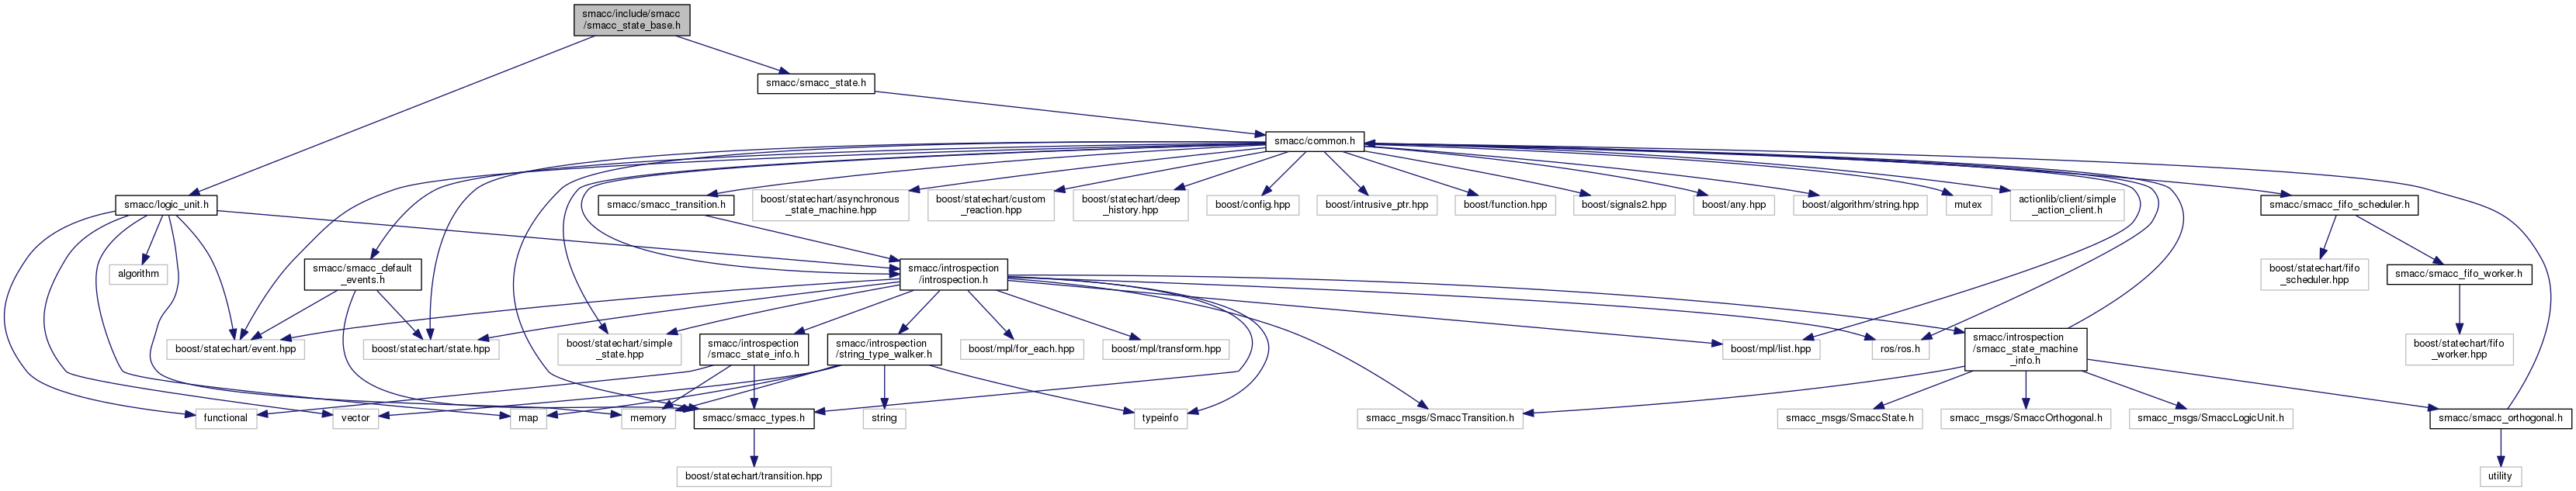 smacc/include/smacc
/smacc_state_base.h
smacc/smacc_state.h
smacc/common.h
smacc/logic_unit.h
smacc/smacc_transition.h
boost/statechart/asynchronous
_state_machine.hpp
boost/statechart/custom
_reaction.hpp
boost/statechart/deep
_history.hpp
boost/config.hpp
boost/intrusive_ptr.hpp
boost/function.hpp
boost/signals2.hpp
boost/any.hpp
boost/algorithm/string.hpp
mutex
actionlib/client/simple
_action_client.h
smacc/smacc_fifo_scheduler.h
algorithm
smacc/smacc_default
_events.h
smacc/introspection
/introspection.h
boost/statechart/fifo
_scheduler.hpp
smacc/smacc_fifo_worker.h
boost/statechart/event.hpp
boost/statechart/state.hpp
boost/statechart/simple
_state.hpp
smacc/introspection
/smacc_state_info.h
smacc/introspection
/string_type_walker.h
boost/mpl/for_each.hpp
boost/mpl/transform.hpp
boost/mpl/list.hpp
ros/ros.h
smacc/introspection
/smacc_state_machine
_info.h
boost/statechart/fifo
_worker.hpp
functional
vector
map
memory
smacc/smacc_types.h
string
typeinfo
smacc_msgs/SmaccTransition.h
smacc_msgs/SmaccState.h
smacc_msgs/SmaccOrthogonal.h
smacc_msgs/SmaccLogicUnit.h
smacc/smacc_orthogonal.h
boost/statechart/transition.hpp
utility